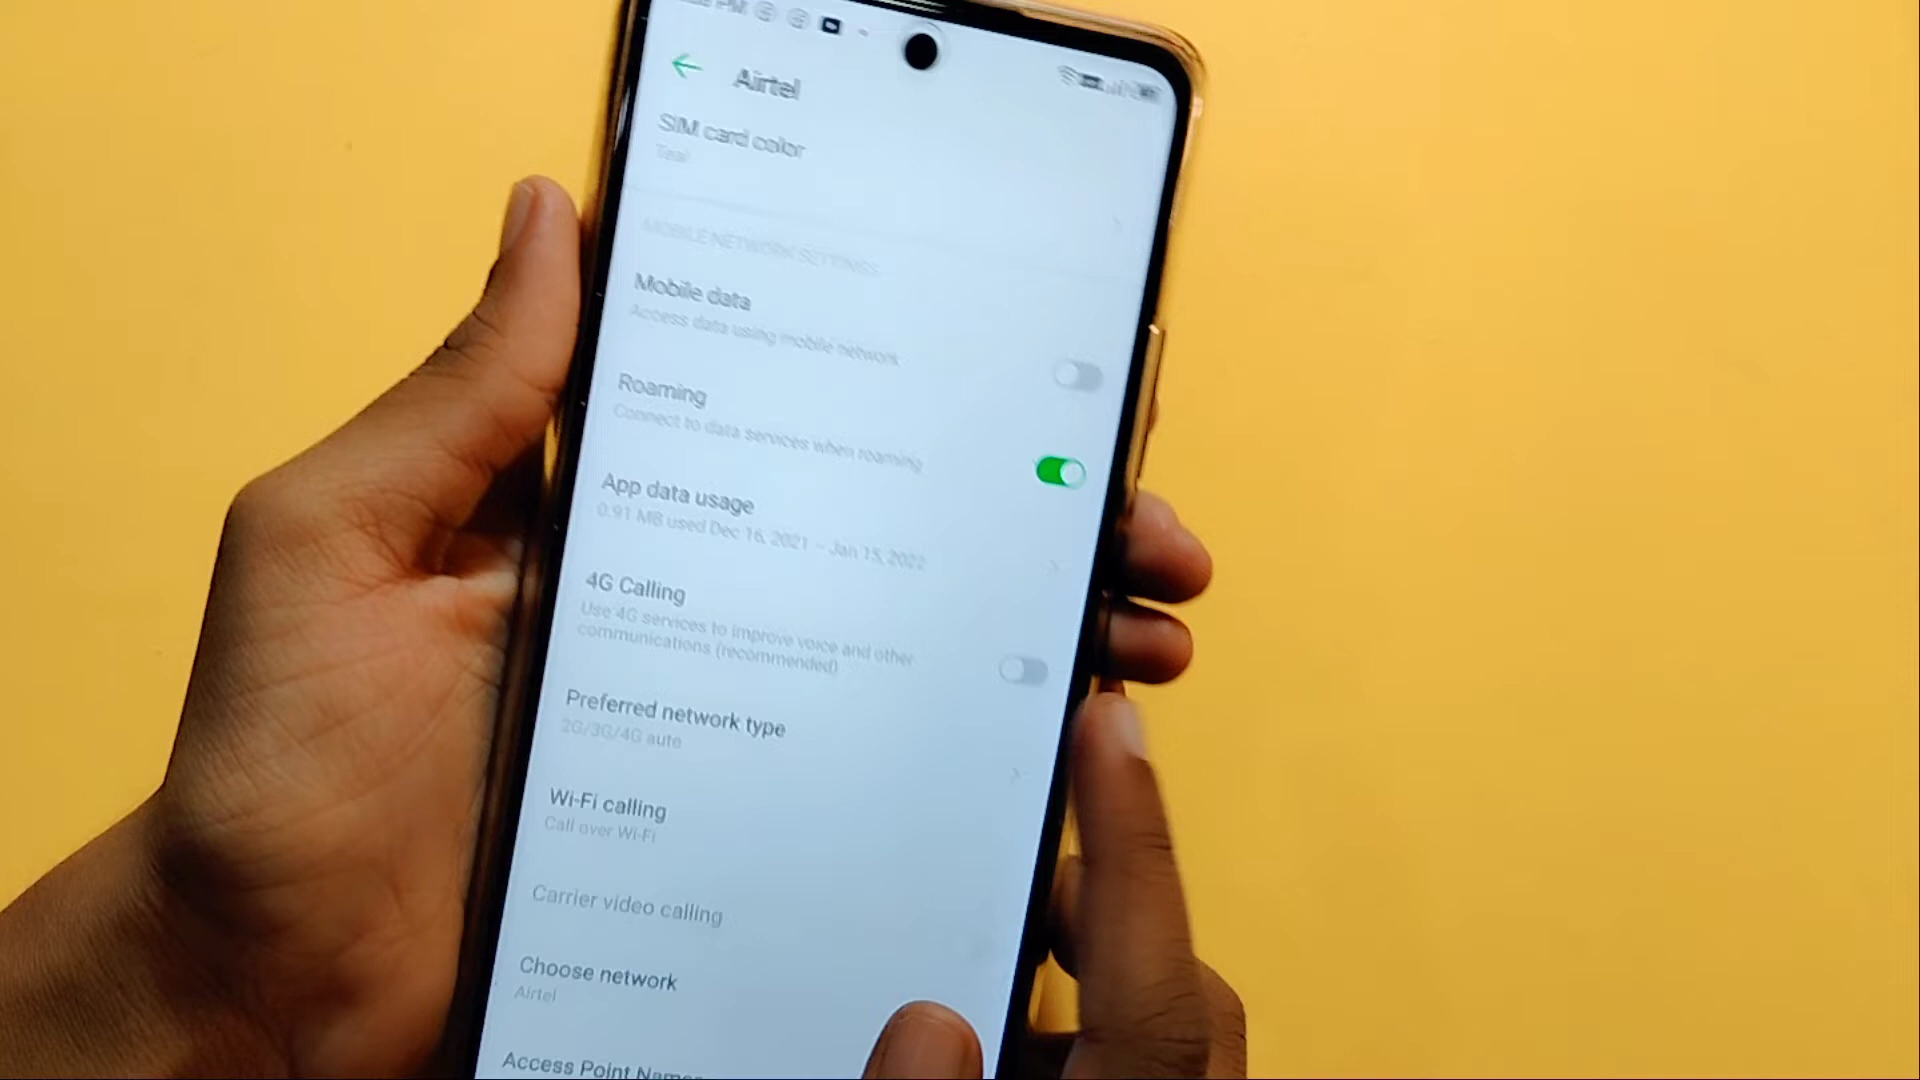 PM
Airtel
SIM card color
Teal
MOBILE NETWORK SETTINGS
Mobile data
Access data using mobile network
Roaming
Connect to data services when roaming
App data usage
0.91 MB used Dec 16, 2021 – Jan 15, 2022
4G Calling
Use 4G services to improve voice and other
communications (recommended)
Preferred network type
2G/3G/4G auto
Wi-Fi calling
Call over Wi-Fi
Carrier video calling
Choose network
Airtel
Access Point Names